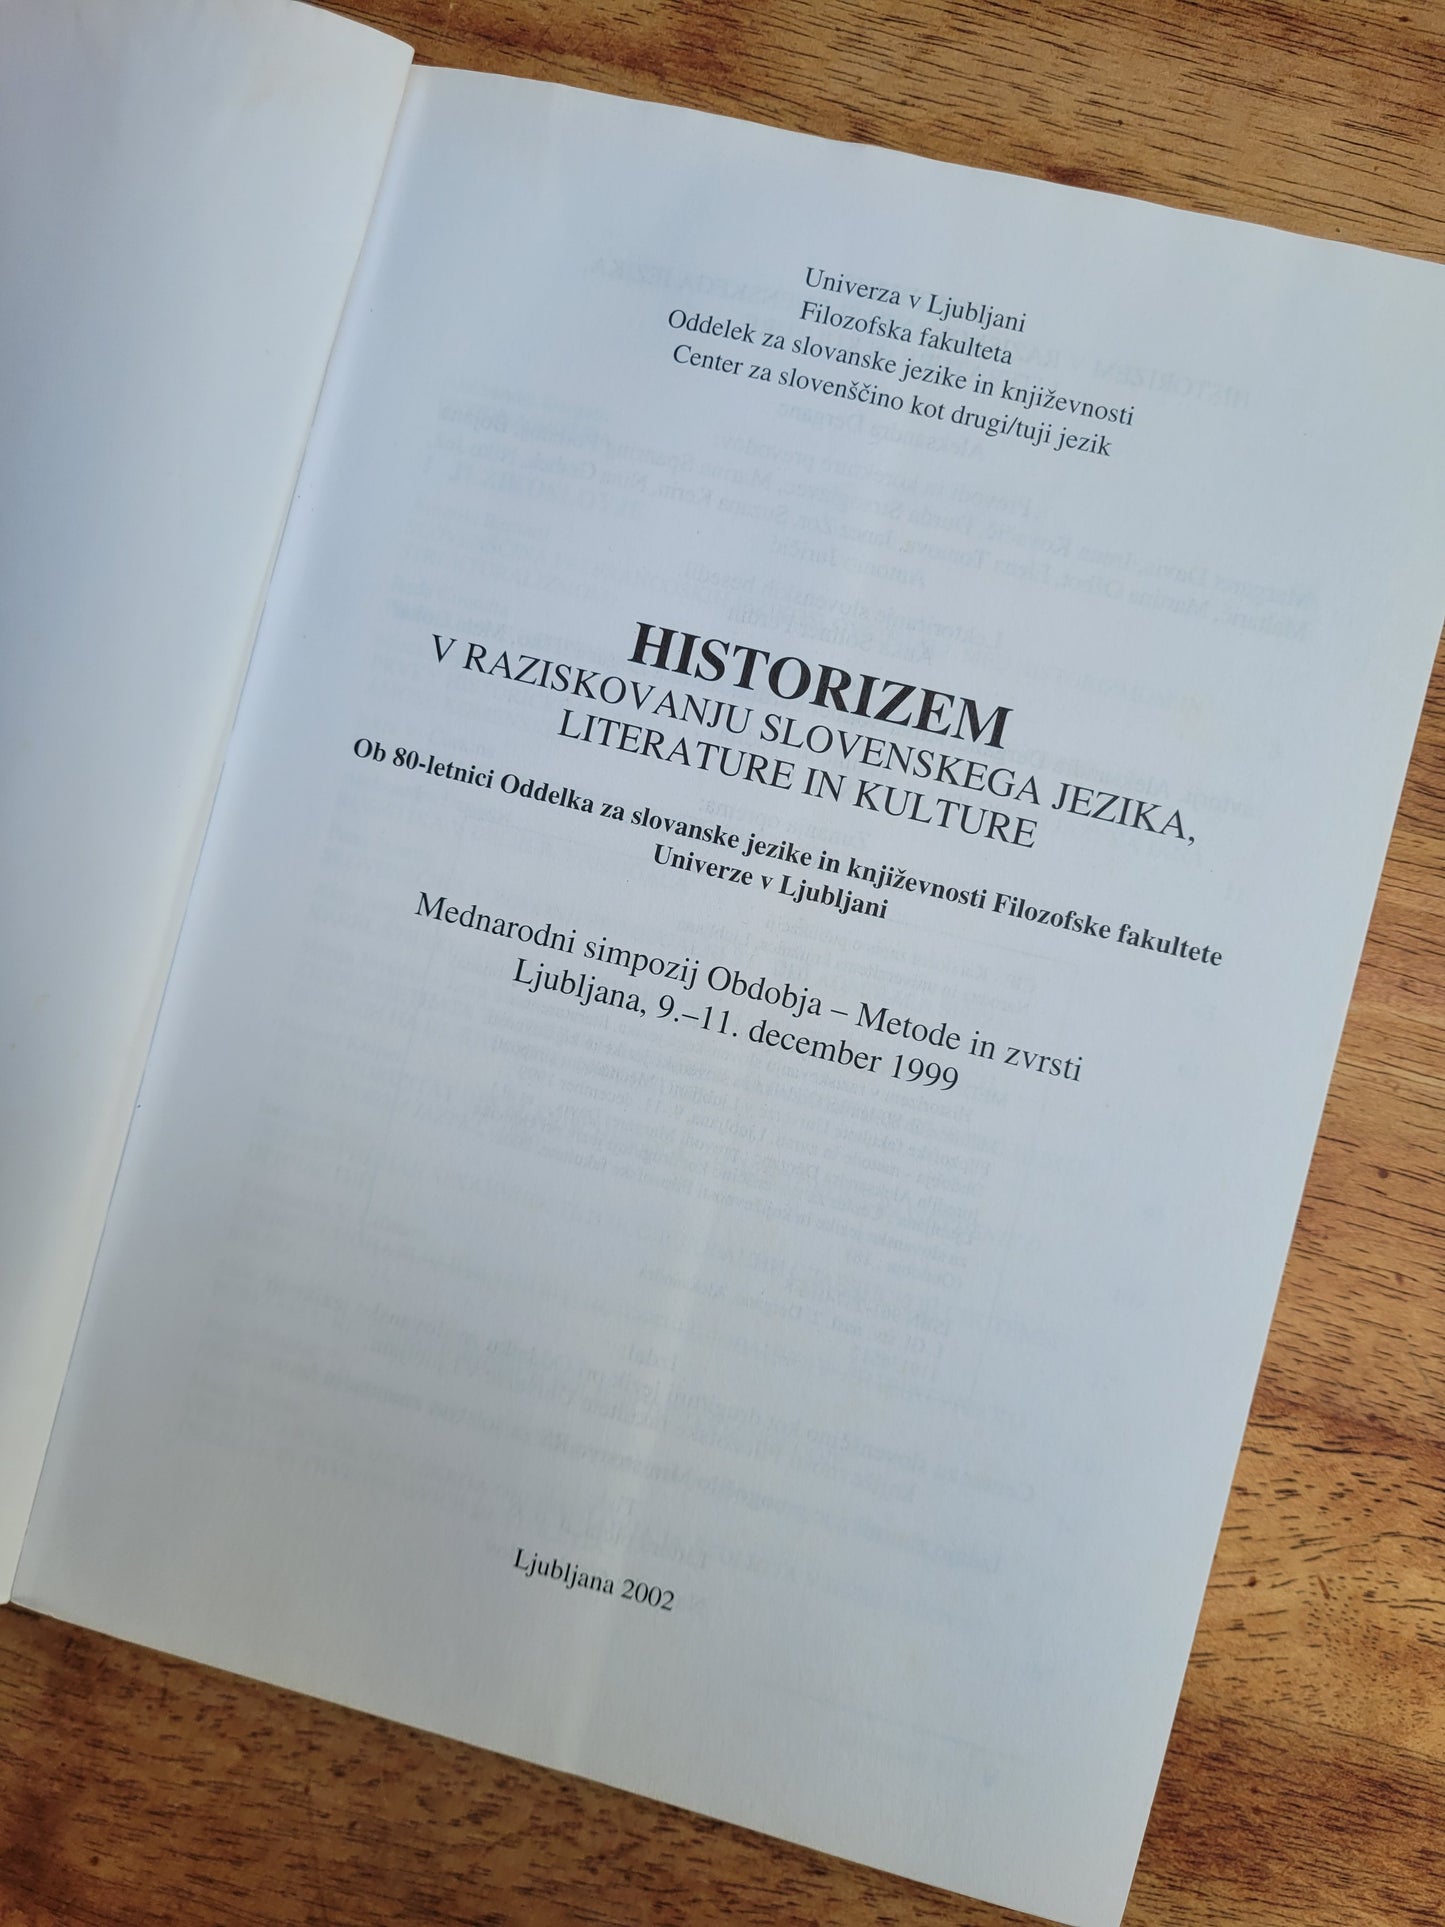 Univerza v Ljubljani
Filozofska fakulteta
Oddelek za slovanske jezike in književnosti
Center za slovenščino kot drugi/tuji jezik
HISTORIZEM
V RAZISKOVANJU SLOVENSKEGA JEZIKA,
LITERATURE IN KULTURE
Ob 80-letnici Oddelka za slovanske jezike in književnosti Filozofske fakultete
Univerze v Ljubljani
Mednarodni simpozij Obdobja – Metode in zvrsti
Ljubljana, 9.–11. december 1999
Ljubljana 2002